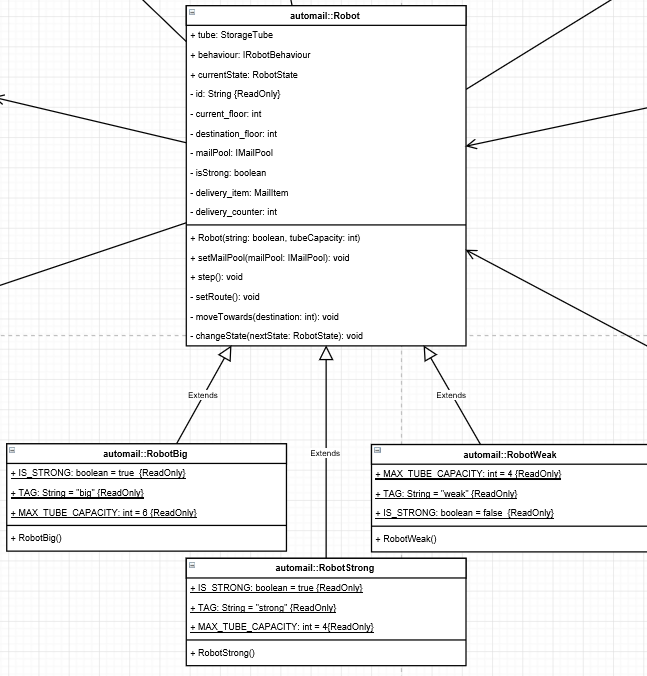 automail::Robot
+ tube: StorageTube
+ behaviour: IRobotBehaviour
+ currentState: RobotState
- id: String {ReadOnly}
- current_floor: int
- destination_floor: int
- mailPool: IMailPool
- isStrong: boolean
- delivery_item: MailItem
- delivery_counter: int
+ Robot(string: boolean, tubeCapacity: int)
+ setMailPool(mailPool: IMailPool): void
+ step(): void
- setRoute(): void
- moveTowards(destination: int): void
- changeState(nextState: RobotState): void
Extends
Extends
Extends
automail::RobotBig
+ IS_STRONG: boolean = true {ReadOnly}
+ TAG: String = "big" {ReadOnly}
+ MAX_TUBE_CAPACITY: int = 6 {ReadOnly}
+ RobotBig()
automail::RobotWeak
+ MAX_TUBE_CAPACITY: int = 4 {ReadOnly}
+ TAG: String = "weak" {ReadOnly}
+ IS_STRONG: boolean = false {ReadOnly}
+ RobotWeak()
automail::RobotStrong
+ IS_STRONG: boolean = true {ReadOnly}
+ TAG: String = "strong" {ReadOnly}
+ MAX_TUBE_CAPACITY: int = 4{ReadOnly}
+ RobotStrong()